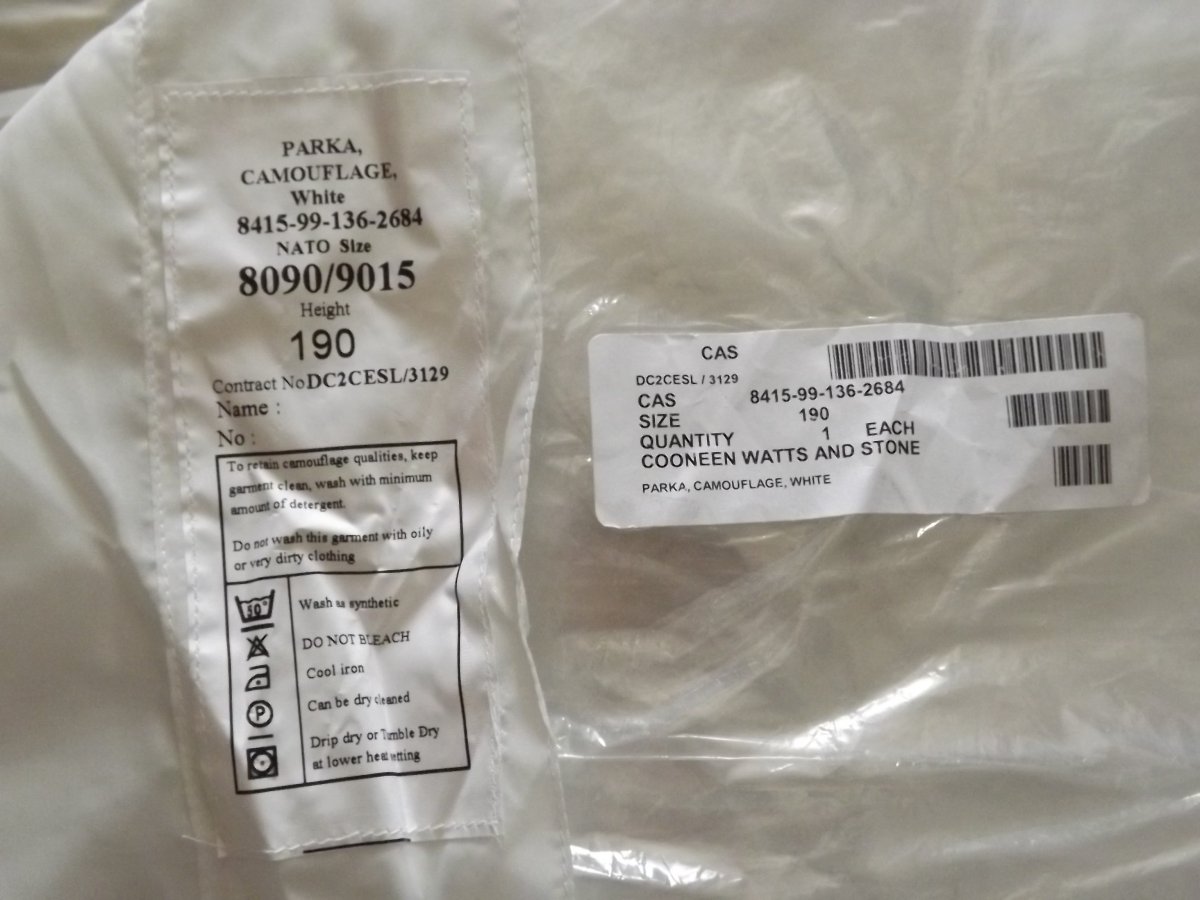 PARKA,
CAMOUFLAGE,
White
8415-99-136-2684
NATO Size
8090/9015
Height
190
Contract No DC2CESL/3129
Name :
No :
To retain camouflage qualities, keep
garment clean, wash with minimum
amount of detergent.
Do not wash this garment with oily
or very dirty clothing
50°
Wash as synthetic
DO NOT BLEACH
Cool iron
P
Can be dry cleaned
Drip dry or Tumble Dry
at lower heat setting
CAS
DC2CESL / 3129
CAS 8415-99-136-2684
SIZE 190
QUANTITY 1 EACH
COONEEN WATTS AND STONE
PARKA, CAMOUFLAGE, WHITE